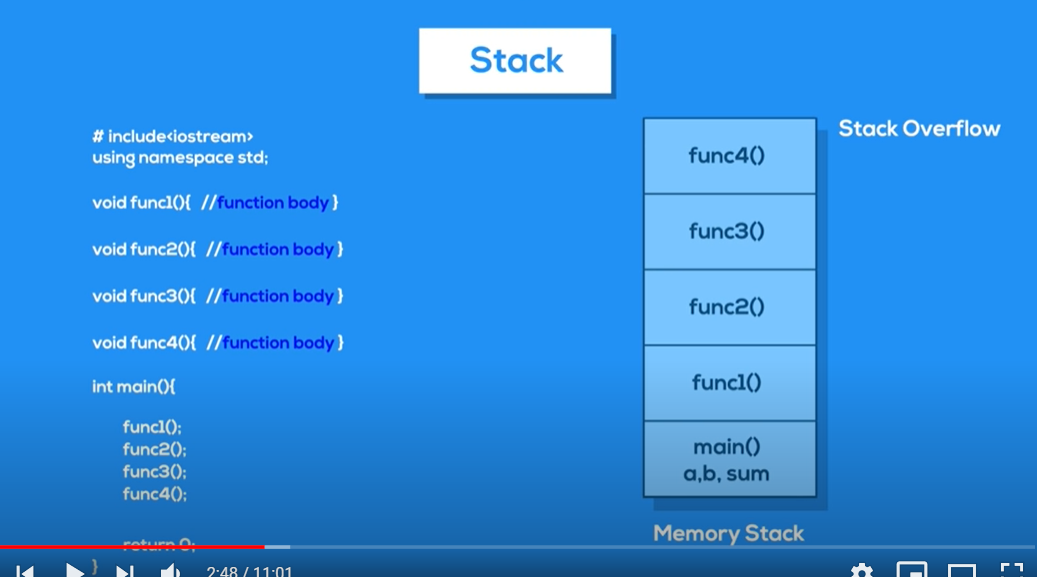 Stack
# include<iostream>
using namespace std;
void func1(){ //function body }
void func2(){ //function body }
void func3(){ //function body }
void func4(){ //function body }
int main(){
func1();
func2();
func3();
func4();
return 0;
}
Stack Overflow
func4()
func3()
func2()
func1()
main()
a,b, sum
Memory Stack
2:48 / 11:01